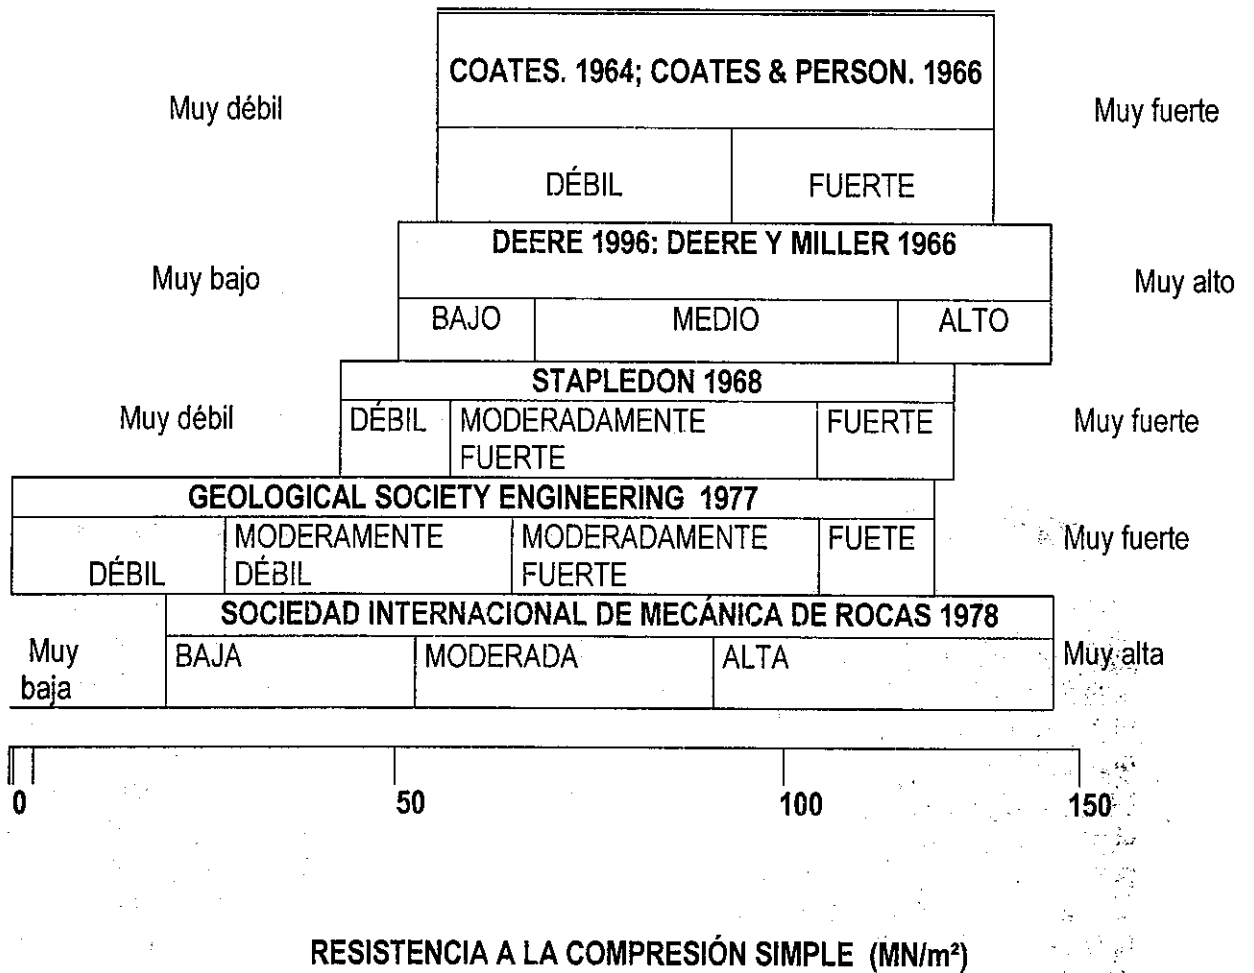 COATES. 1964; COATES & PERSON. 1966
Muy débil
Muy fuerte
DÉBIL
FUERTE
DEERE 1996: DEERE Y MILLER 1966
Muy bajo
Muy alto
BAJO
MEDIO
ALTO
STAPLEDON 1968
Muy débil
DÉBIL
MODERADAMENTE
FUERTE
FUERTE
Muy fuerte
GEOLOGICAL SOCIETY ENGINEERING 1977
DÉBIL
MODERAMENTE
DÉBIL
MODERADAMENTE
FUERTE
FUETE
Muy fuerte
SOCIEDAD INTERNACIONAL DE MECÁNICA DE ROCAS 1978
Muy
baja
BAJA
MODERADA
ALTA
Muy alta
0
50
100
150
RESISTENCIA A LA COMPRESIÓN SIMPLE (MN/m²)